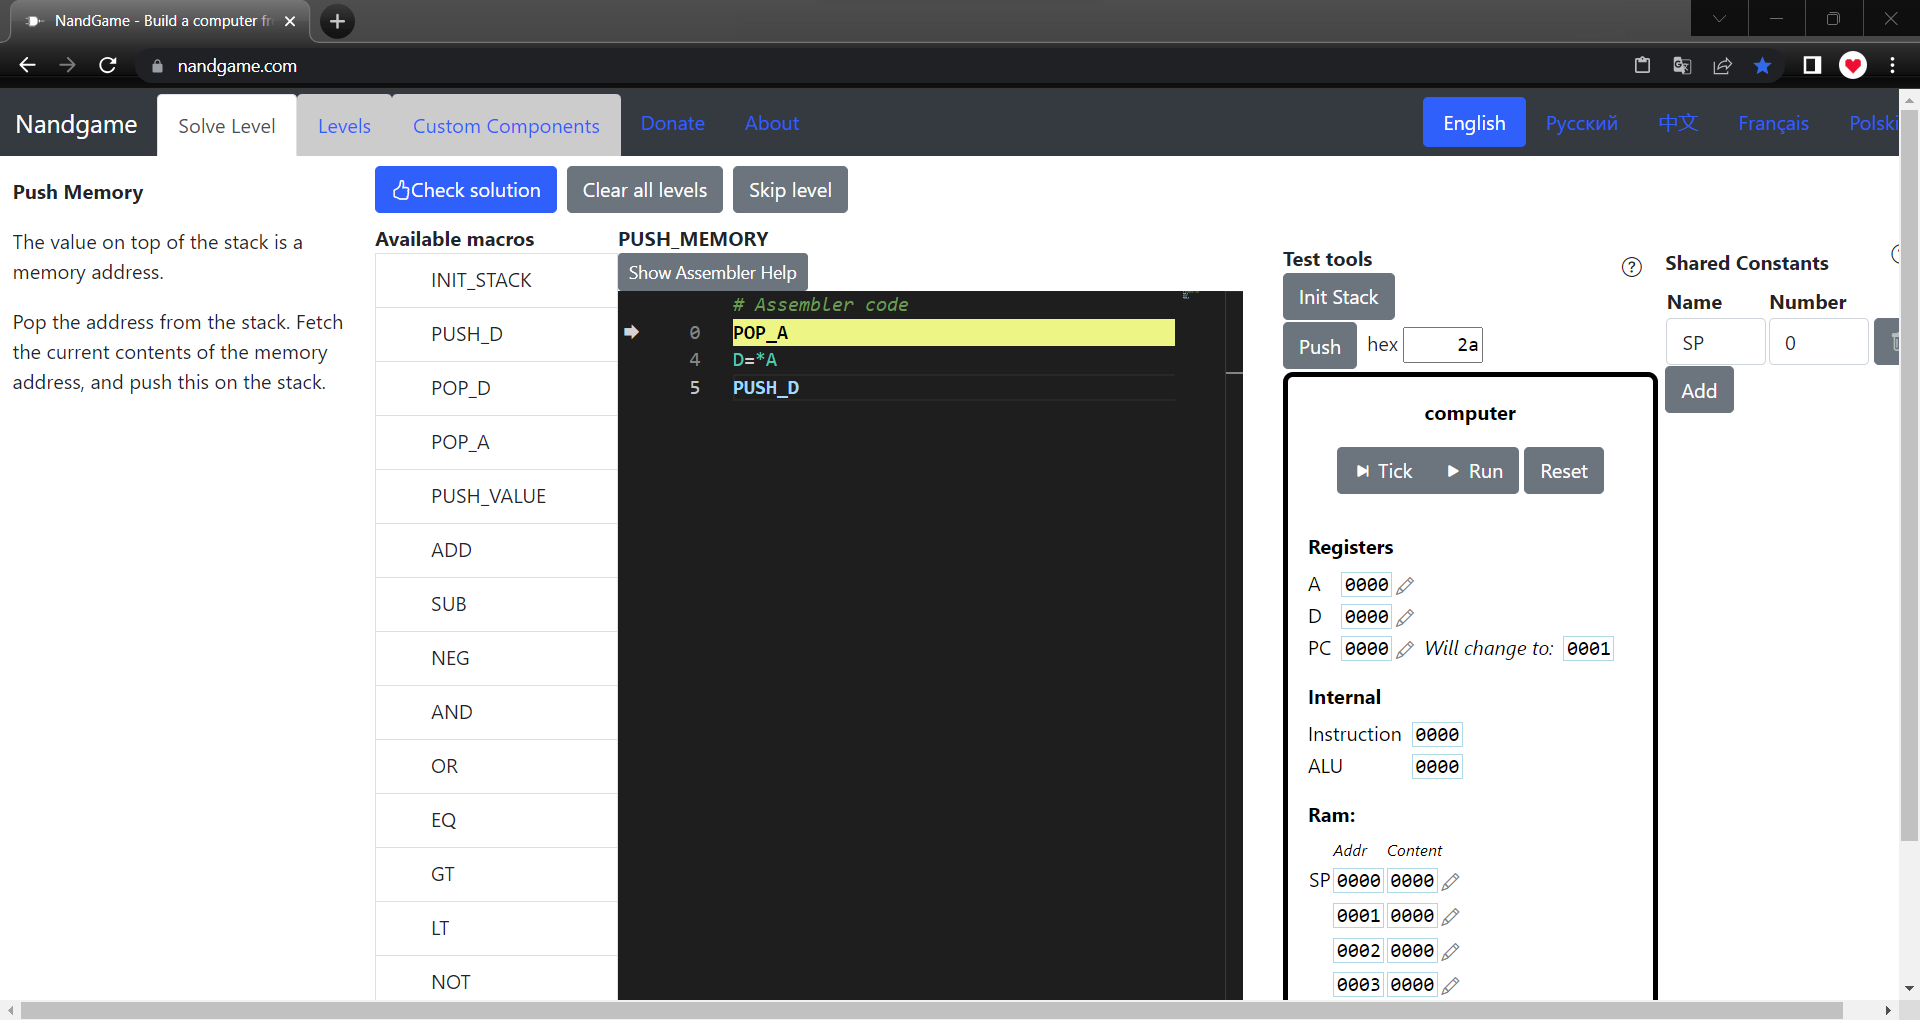 NandGame - Build a computer fr
nandgame.com
Nandgame
Solve Level
Levels
Custom Components
Donate
About
English
Русский
中文
Français
Polski
Push Memory
The value on top of the stack is a
memory address.
Pop the address from the stack. Fetch
the current contents of the memory
address, and push this on the stack.
Check solution
Clear all levels
Skip level
Available macros
INIT_STACK
PUSH_D
POP_D
POP_A
PUSH_VALUE
ADD
SUB
NEG
AND
OR
EQ
GT
LT
NOT
PUSH_MEMORY
Show Assembler Help
# Assembler code
0 POP_A
4 D=*A
5 PUSH_D
Test tools
Init Stack
Push hex 2a
computer
Tick Run Reset
Registers
A 0000
D 0000
PC 0000 Will change to: 0001
Internal
Instruction 0000
ALU 0000
Ram:
Addr Content
SP 0000 0000
0001 0000
0002 0000
0003 0000
Shared Constants
Name Number
SP 0
Add